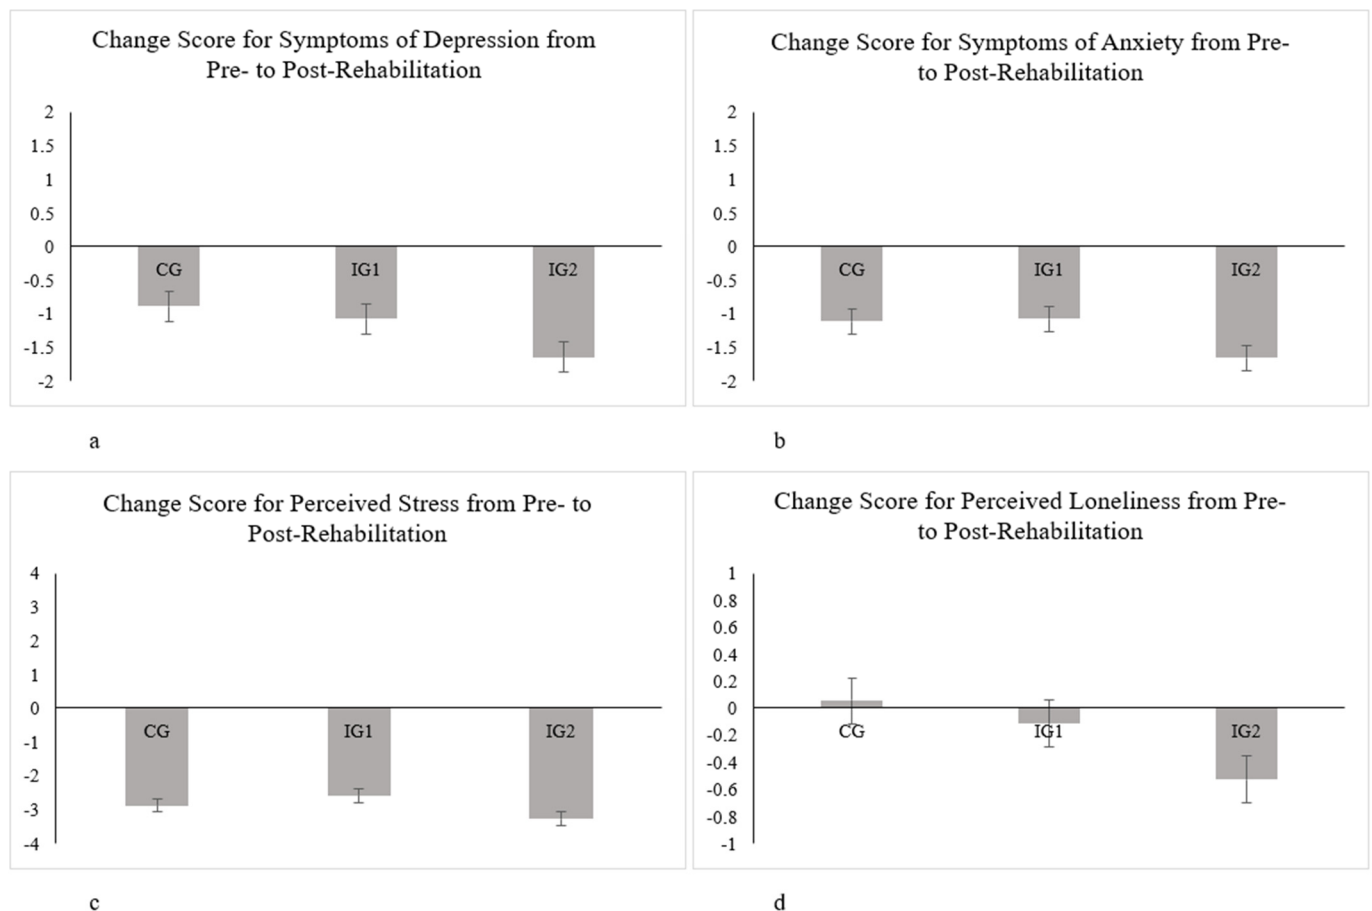 Change Score for Symptoms of Depression from
Pre- to Post-Rehabilitation
2
1.5
1
0.5
0
-0.5
-1
-1.5
-2
CG
IG1
IG2
a
Change Score for Symptoms of Anxiety from Pre-
to Post-Rehabilitation
2
1.5
1
0.5
0
-0.5
-1
-1.5
-2
CG
IG1
IG2
b
Change Score for Perceived Stress from Pre- to
Post-Rehabilitation
4
3
2
1
0
-1
-2
-3
-4
CG
IG1
IG2
c
Change Score for Perceived Loneliness from Pre-
to Post-Rehabilitation
1
0.8
0.6
0.4
0.2
0
-0.2
-0.4
-0.6
-0.8
-1
CG
IG1
IG2
d